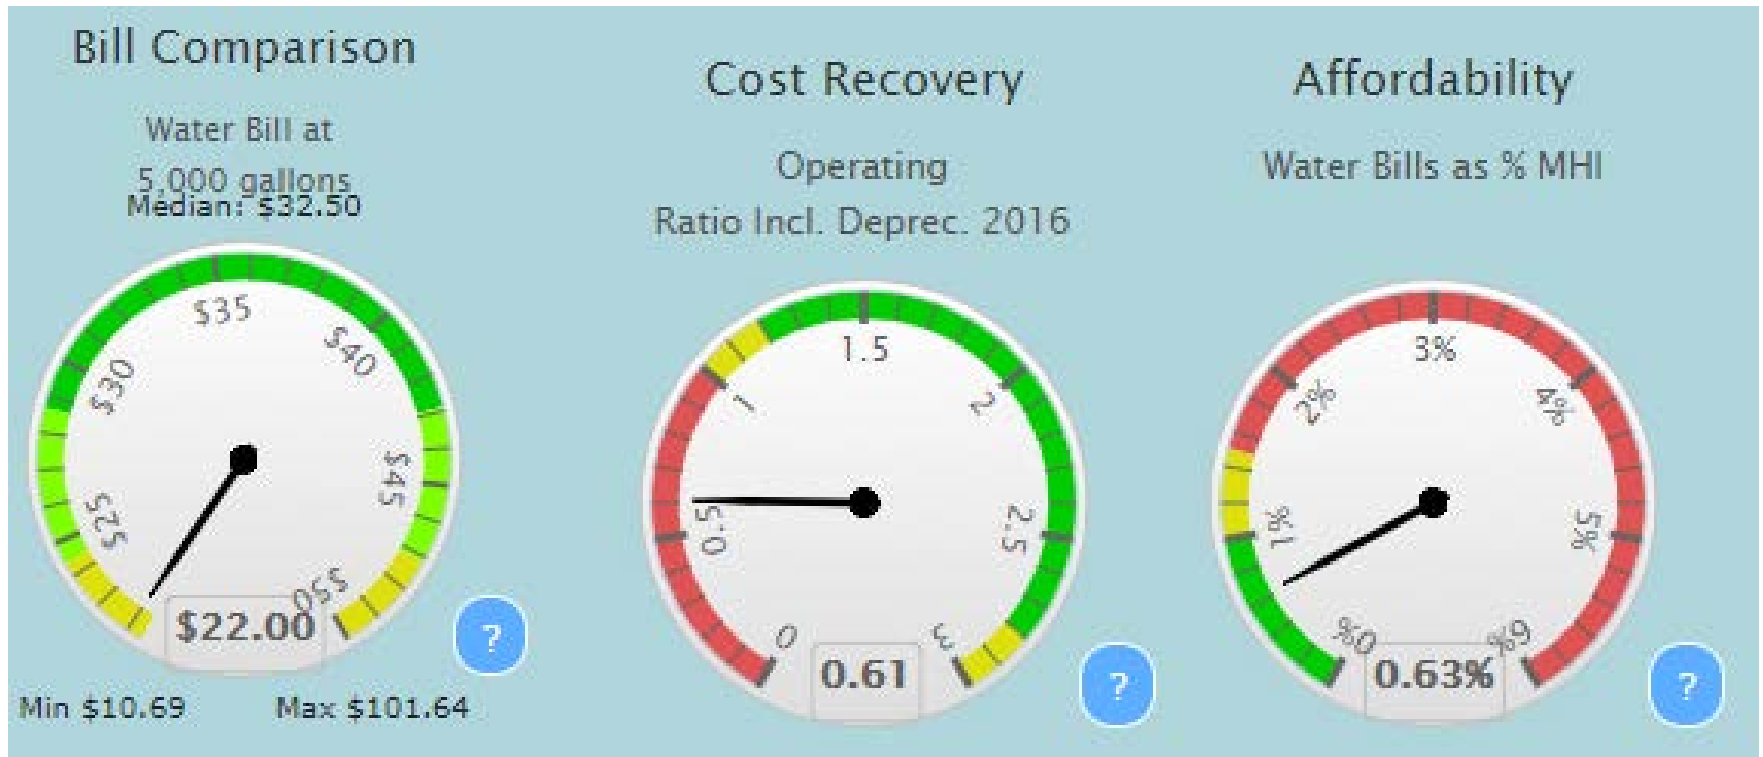 Bill Comparison
Water Bill at
5,000 gallons
Median: $32.50
$25
$30
$35
$40
$45
$50
$22.00
?
Min $10.69
Max $101.64
Cost Recovery
Operating
Ratio Incl. Deprec. 2016
0
0.5
1
1.5
2
2.5
3
0.61
?
Affordability
Water Bills as % MHI
0%
1%
2%
3%
4%
5%
6%
0.63%
?